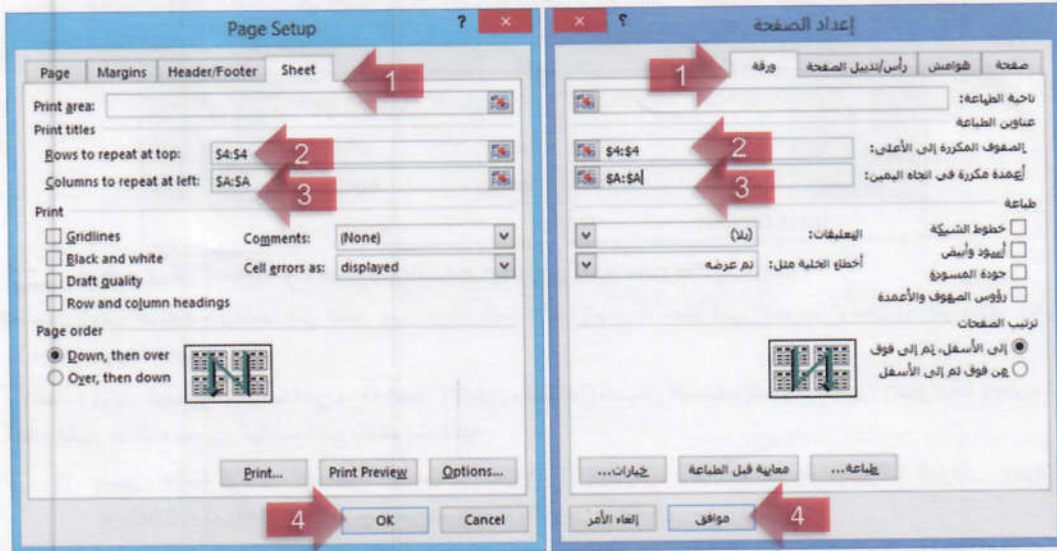 Page Setup
?
×
Page
Margins
Header/Footer
Sheet
1
Print area:
Print titles
Rows to repeat at top:
$4:$4
2
Columns to repeat at left:
$A:$A
3
Print
Gridlines
Comments:
(None)
Black and white
Cell errors as:
displayed
Draft quality
Row and column headings
Page order
Down, then over
Over, then down
Print...
Print Preview
Options...
4
OK
Cancel
إعداد الصفحة
؟
×
صفحة
هوامش
رأس/تذييل الصفحة
ورقة
1
ناحية الطباعة:
عناوين الطباعة
الصفوف المكررة إلى الأعلى:
$4:$4
2
أعمدة مكررة في اتجاه اليمين:
$A:$A
3
طباعة
خطوط الشبكة
التعليقات:
(بلا)
أسود وأبيض
أخطاء الخلية مثل:
تم عرضه
جودة المسودة
رؤوس الصفوف والأعمدة
ترتيب الصفحات
إلى الأسفل، ثم إلى فوق
من فوق ثم إلى الأسفل
طباعة...
معاينة قبل الطباعة
خيارات...
4
موافق
إلغاء الأمر